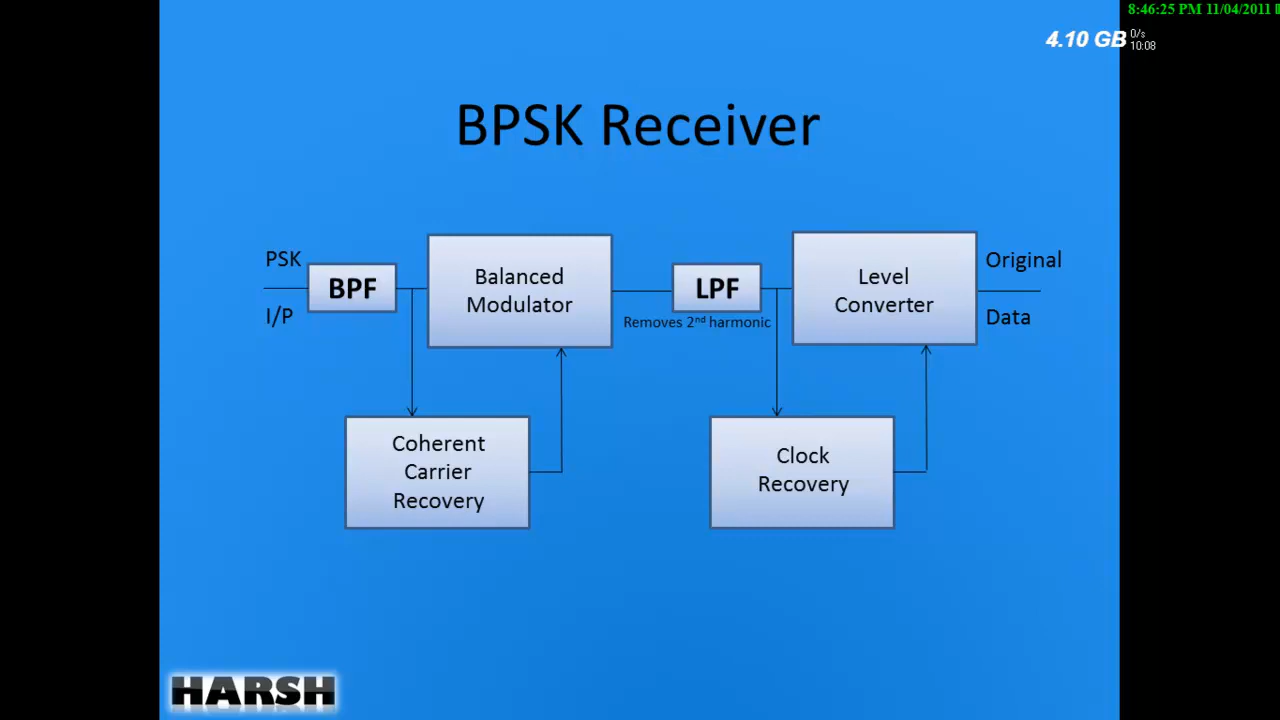 8:46:25 PM 11/04/2011
4.10 GB
0/s
10:08
BPSK Receiver
PSK
I/P
BPF
Balanced
Modulator
LPF
Removes 2nd harmonic
Level
Converter
Original
Data
Coherent
Carrier
Recovery
Clock
Recovery
HARSH